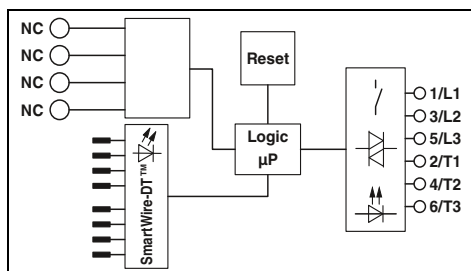 NC
NC
NC
NC
Reset
Logic
µP
SmartWire-DT™
1/L1
3/L2
5/L3
2/T1
4/T2
6/T3